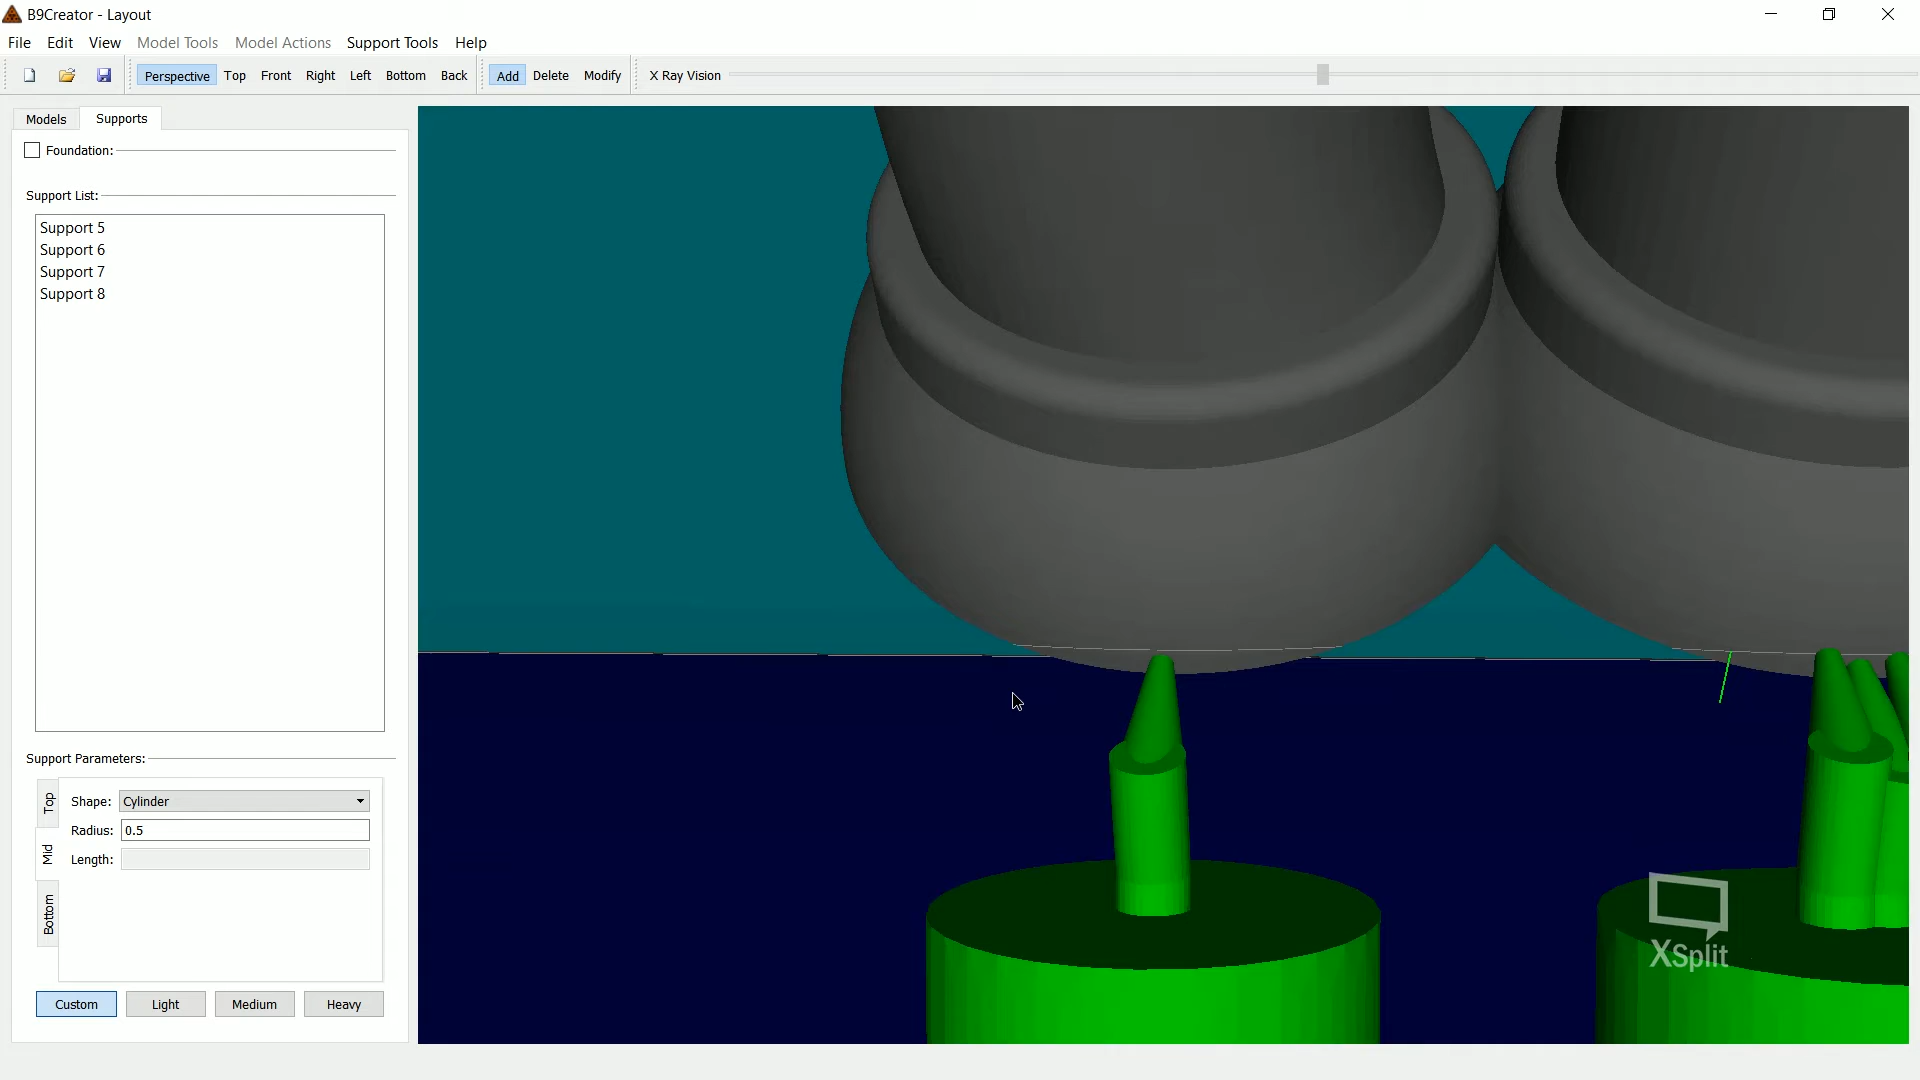 B9Creator - Layout
File Edit View Model Tools Model Actions Support Tools Help
Perspective Top Front Right Left Bottom Back Add Delete Modify X Ray Vision
Models Supports
Foundation:
Support List:
Support 5
Support 6
Support 7
Support 8
Support Parameters:
Top
Mid
Bottom
Shape: Cylinder
Radius: 0.5
Length:
Custom Light Medium Heavy
XSplit